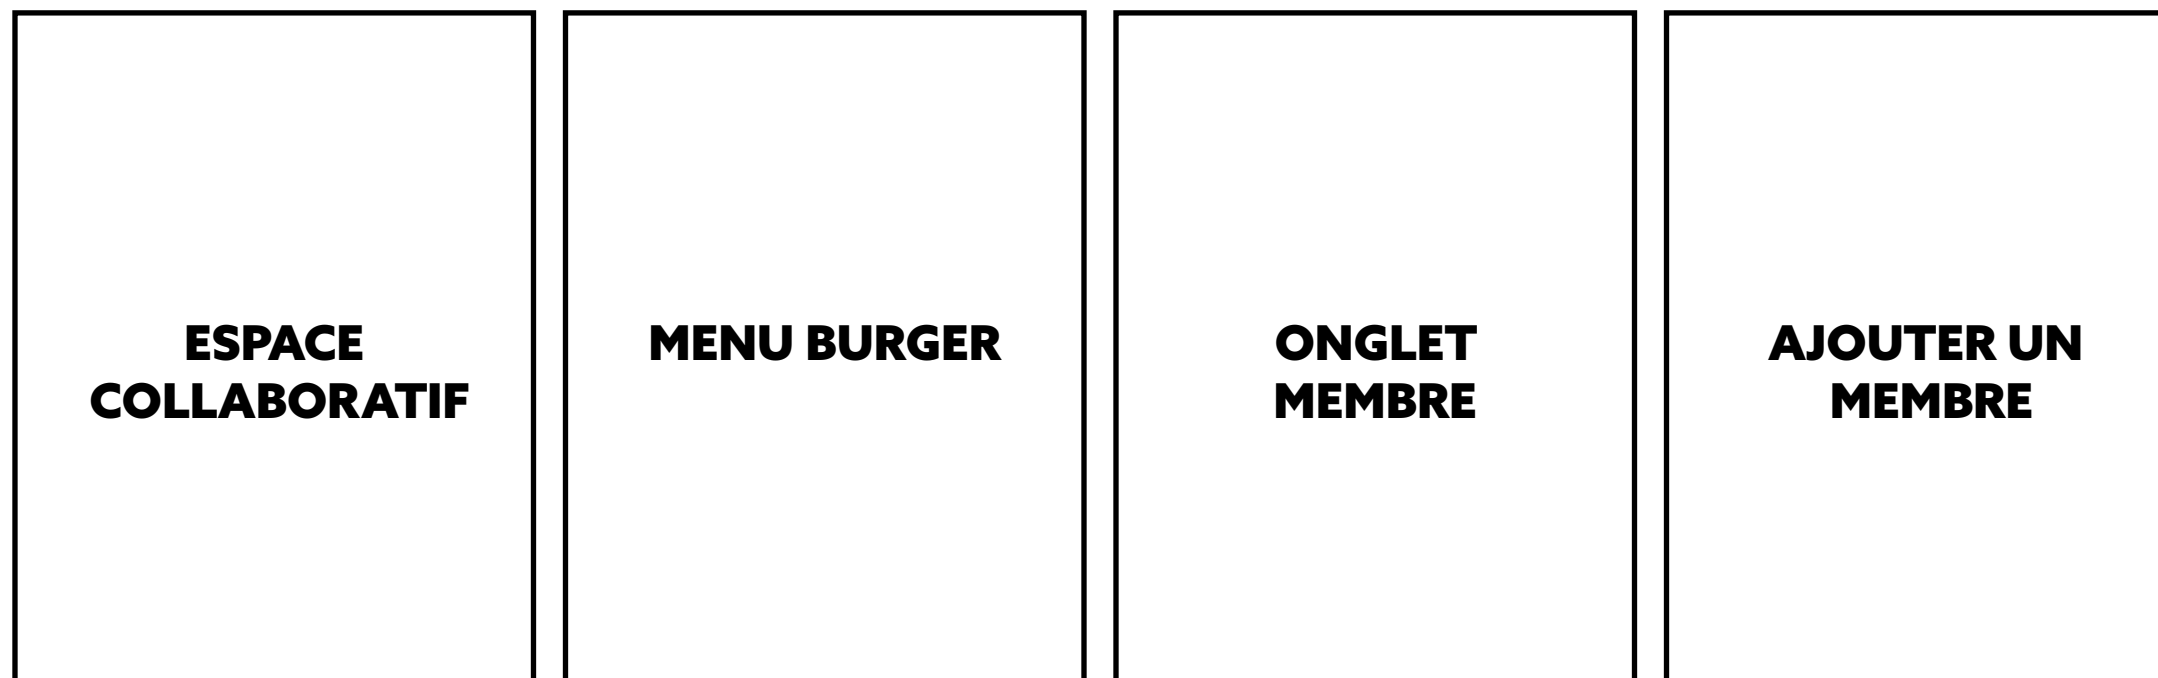 ESPACE
COLLABORATIF
MENU BURGER
ONGLET
MEMBRE
AJOUTER UN
MEMBRE